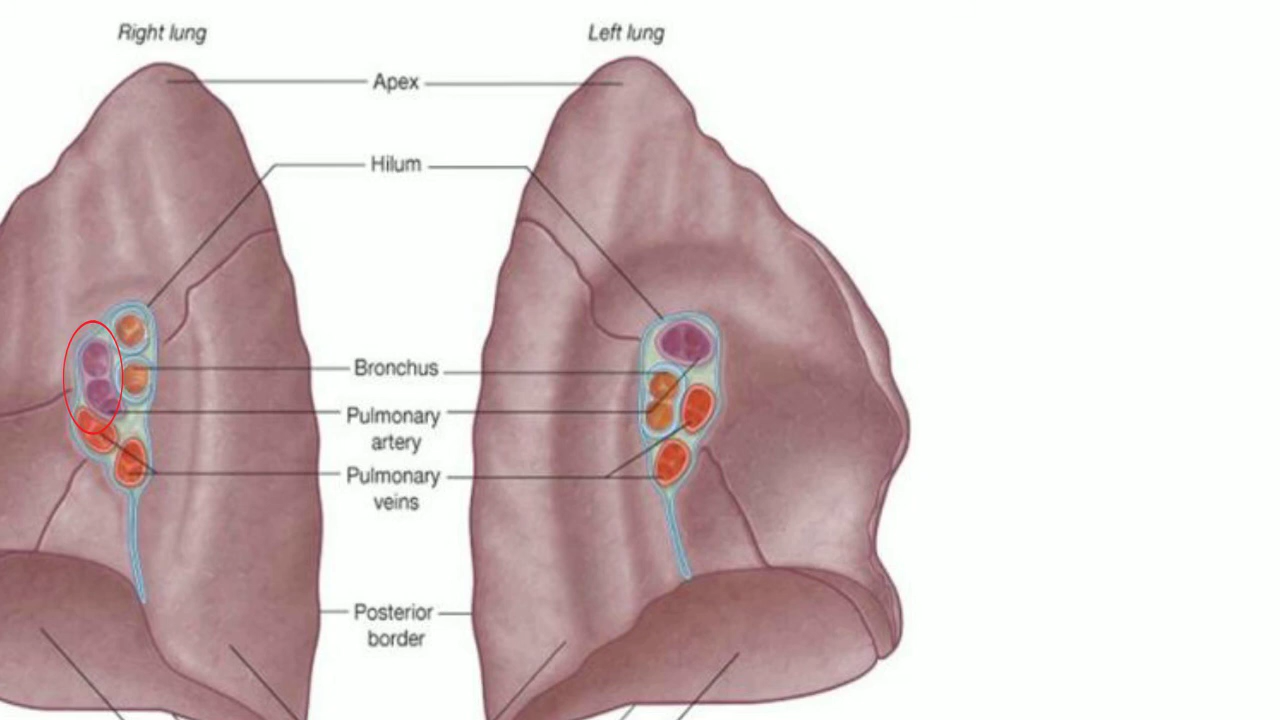 Right lung
Left lung
Apex
Hilum
Bronchus
Pulmonary
artery
Pulmonary
veins
Posterior
border